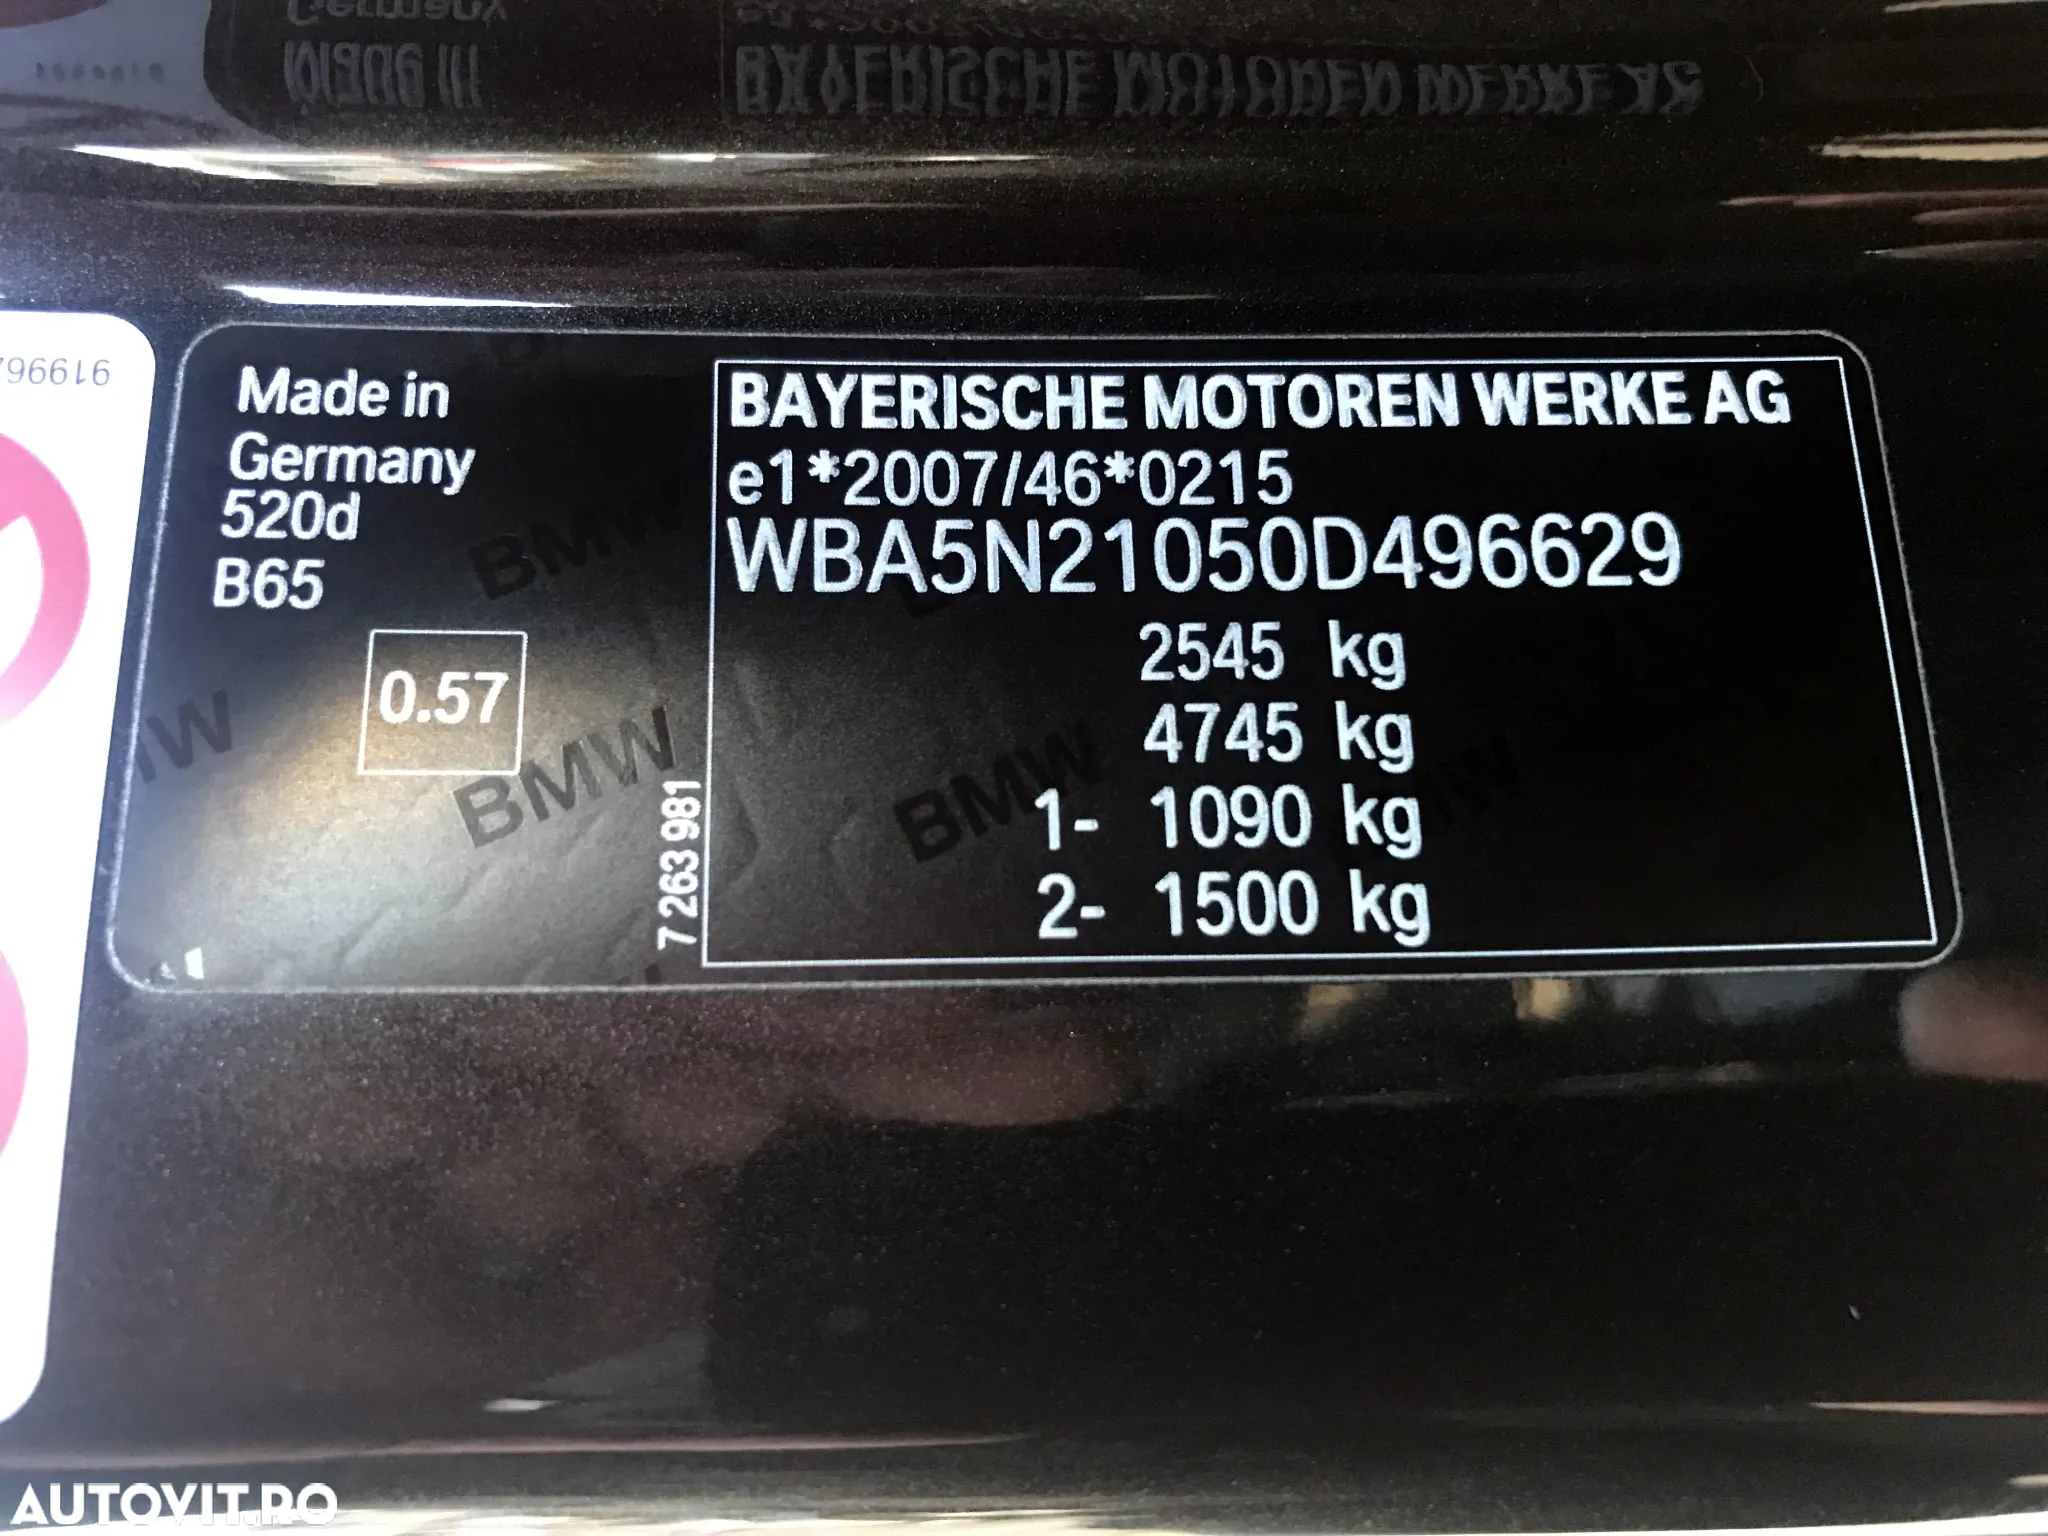 Made in
Germany
520d
B65
0.57
7 263 981
BAYERISCHE MOTOREN WERKE AG
e1*2007/46*0215
WBA5N21050D496629
2545 kg
4745 kg
1- 1090 kg
2- 1500 kg
BMW
BMW
BMW
AUTOVIT.RO